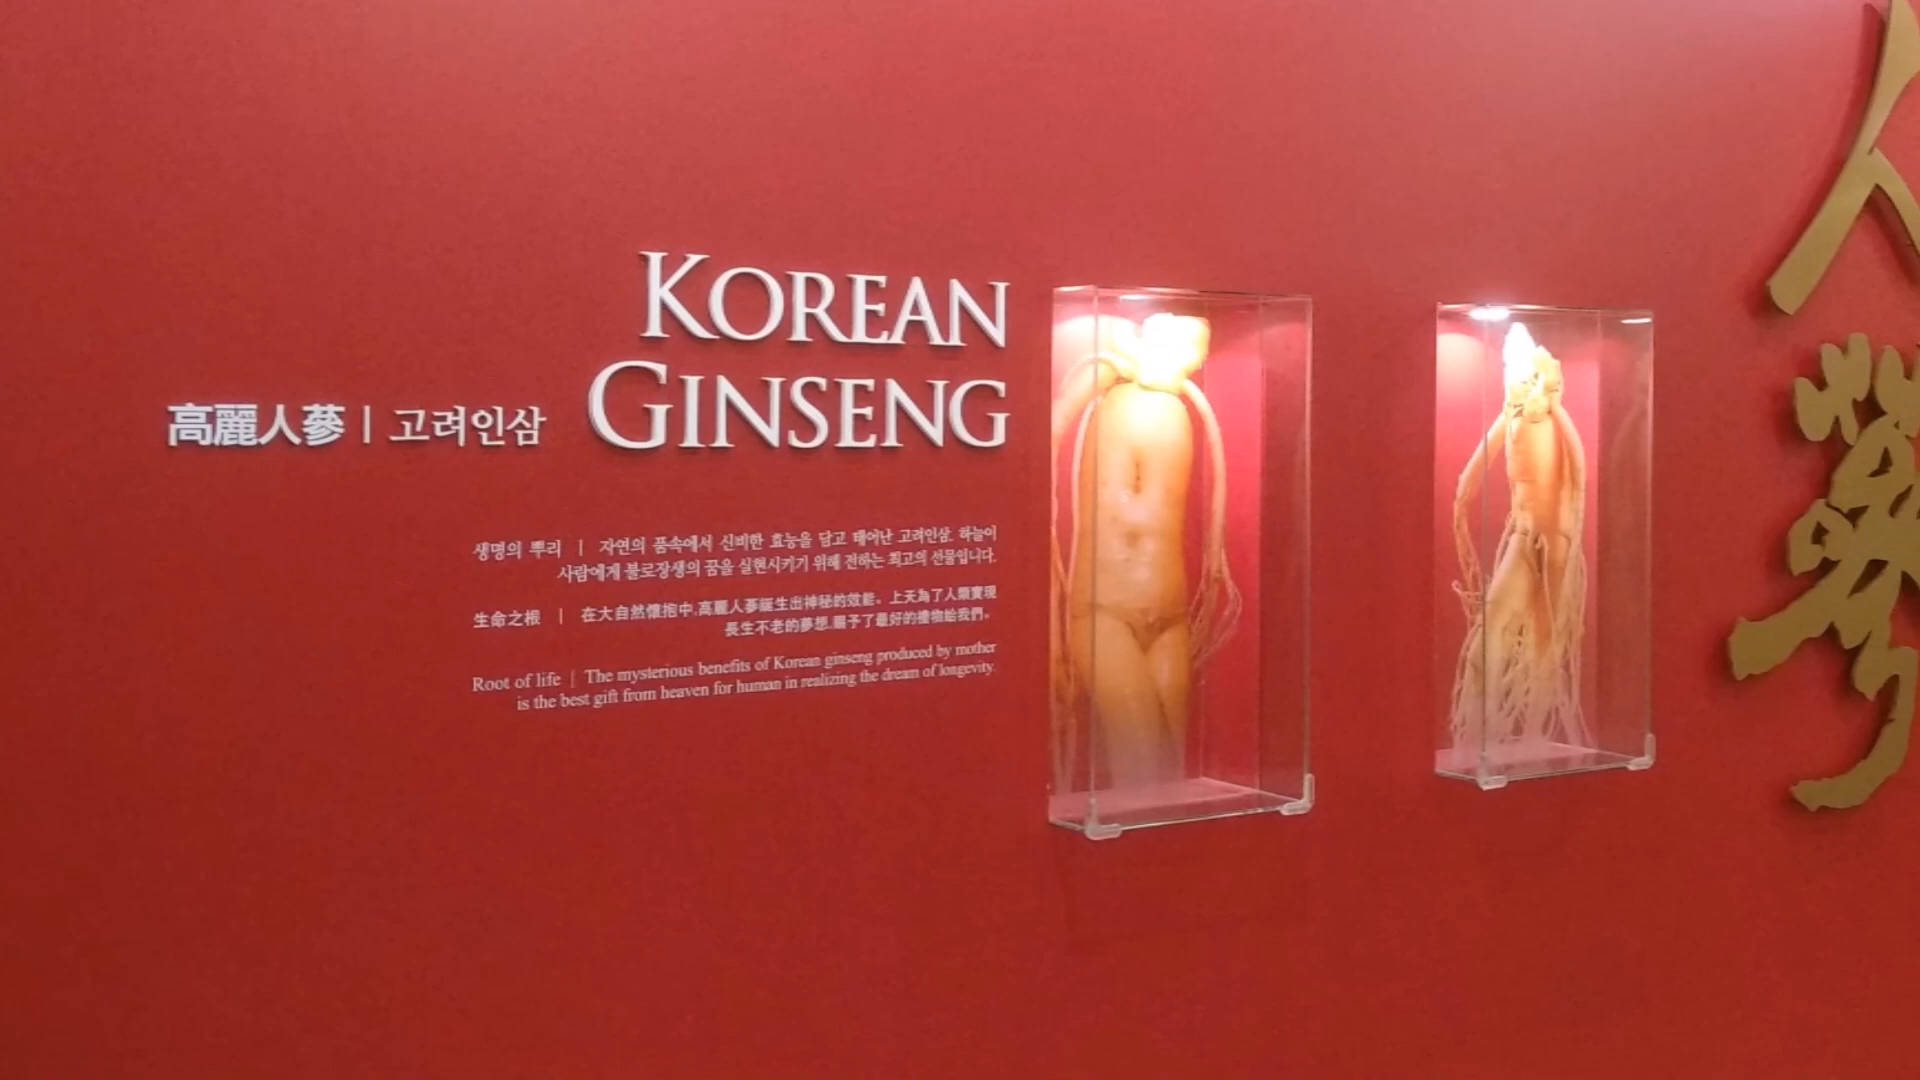 KOREAN
GINSENG
高麗人蔘 | 고려인삼
생명의 뿌리 | 자연의 품속에서 신비한 효능을 담고 태어난 고려인삼. 하늘이
사람에게 불로장생의 꿈을 실현시키기 위해 전하는 최고의 선물입니다.
生命之根 | 在大自然懷抱中,高麗人蔘誕生出神秘的效能。上天為了人類實現
長生不老的夢想,賜予了最好的禮物給我們。
Root of life | The mysterious benefits of Korean ginseng produced by mother
is the best gift from heaven for human in realizing the dream of longevity.
人
蔘